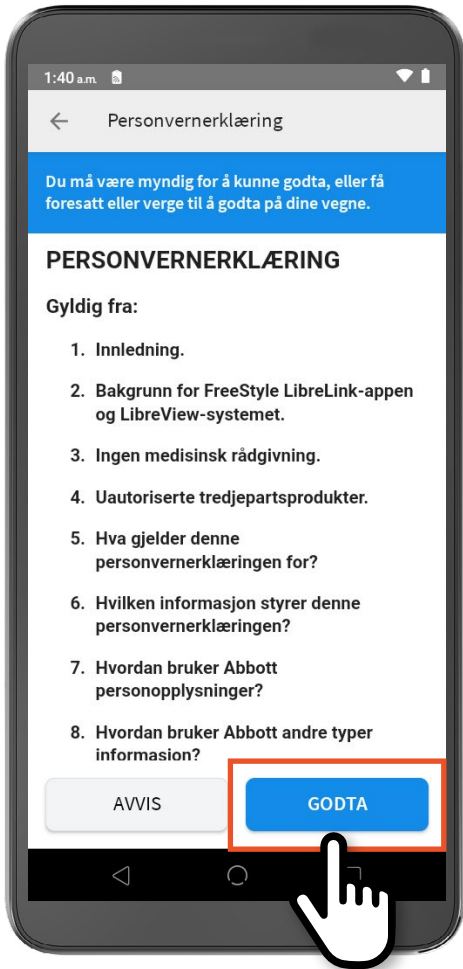 1:40 a.m.
Personvernerklæring
Du må være myndig for å kunne godta, eller få
foresatt eller verge til å godta på dine vegne.
PERSONVERNERKLÆRING
Gyldig fra:
1. Innledning.
2. Bakgrunn for FreeStyle LibreLink-appen
og LibreView-systemet.
3. Ingen medisinsk rådgivning.
4. Uautoriserte tredjepartsprodukter.
5. Hva gjelder denne
personvernerklæringen for?
6. Hvilken informasjon styrer denne
personvernerklæringen?
7. Hvordan bruker Abbott
personopplysninger?
8. Hvordan bruker Abbott andre typer
informasjon?
AVVIS
GODTA